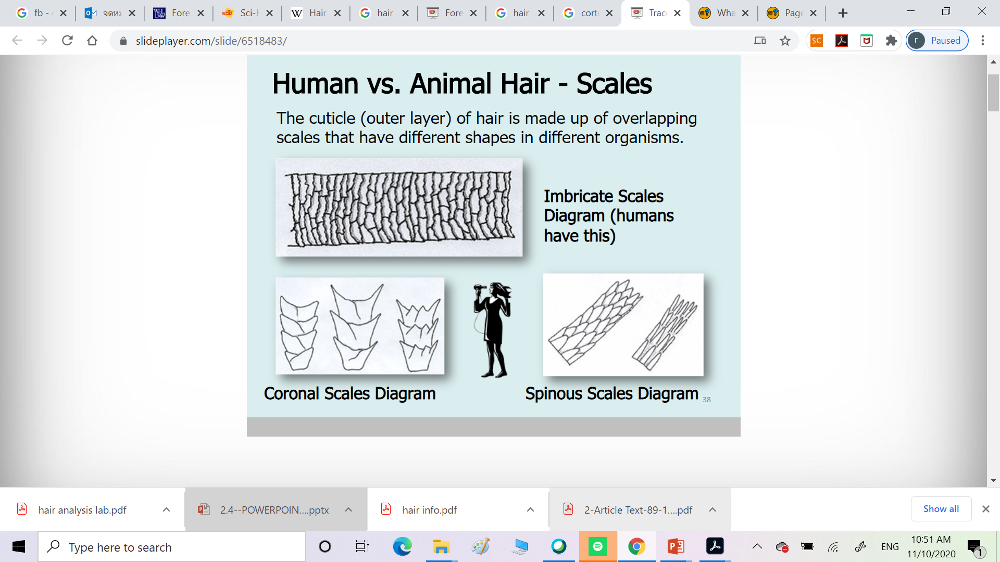 fb -
จดหม
Fore
Sci-H
Hair
hair
Fore
hair
corte
Trac
Wha
Page
slideplayer.com/slide/6518483/
SC
r
Paused
Human vs. Animal Hair - Scales
The cuticle (outer layer) of hair is made up of overlapping
scales that have different shapes in different organisms.
Imbricate Scales
Diagram (humans
have this)
Coronal Scales Diagram
Spinous Scales Diagram
38
hair analysis lab.pdf
2.4--POWERPOIN....pptx
hair info.pdf
2-Article Text-89-1....pdf
Show all
Type here to search
ENG
10:51 AM
11/10/2020
1